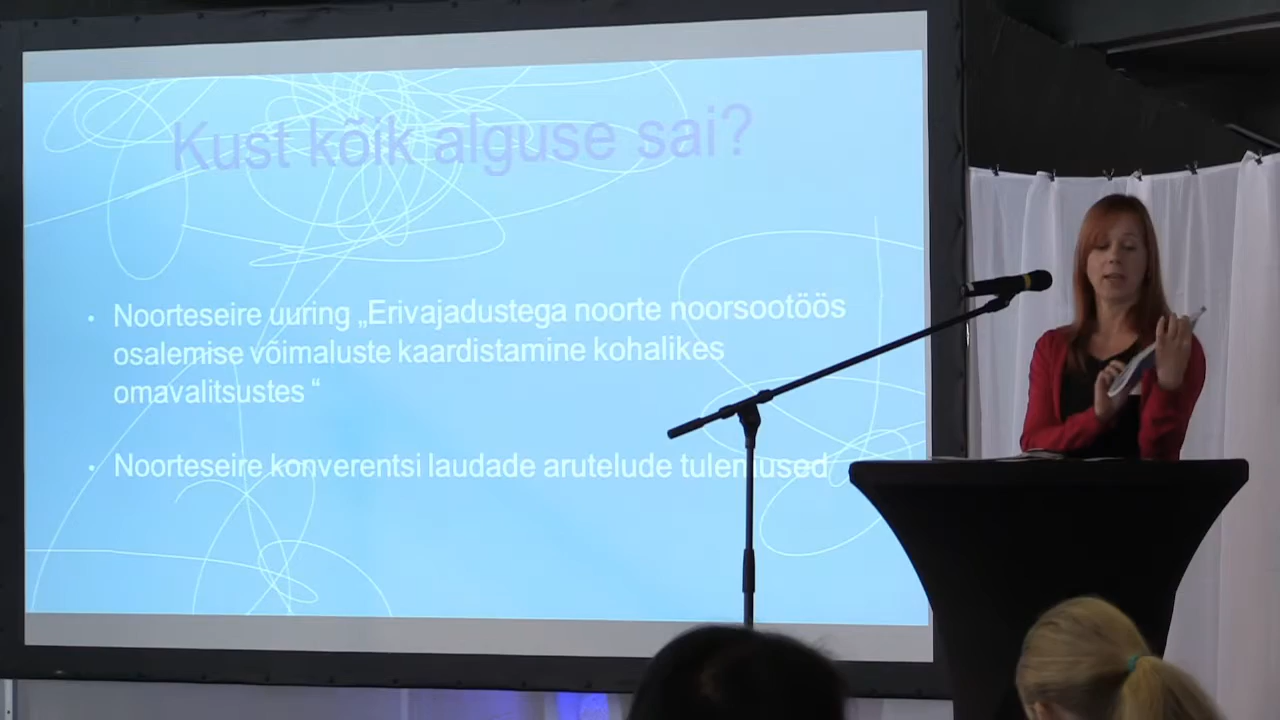 Kust kõik alguse sai?
• Noorteseire uuring „Erivajadustega noorte noorsootöös
osalemise võimaluste kaardistamine kohalikes
omavalitsustes “
• Noorteseire konverentsi laudade arutelude tulemused